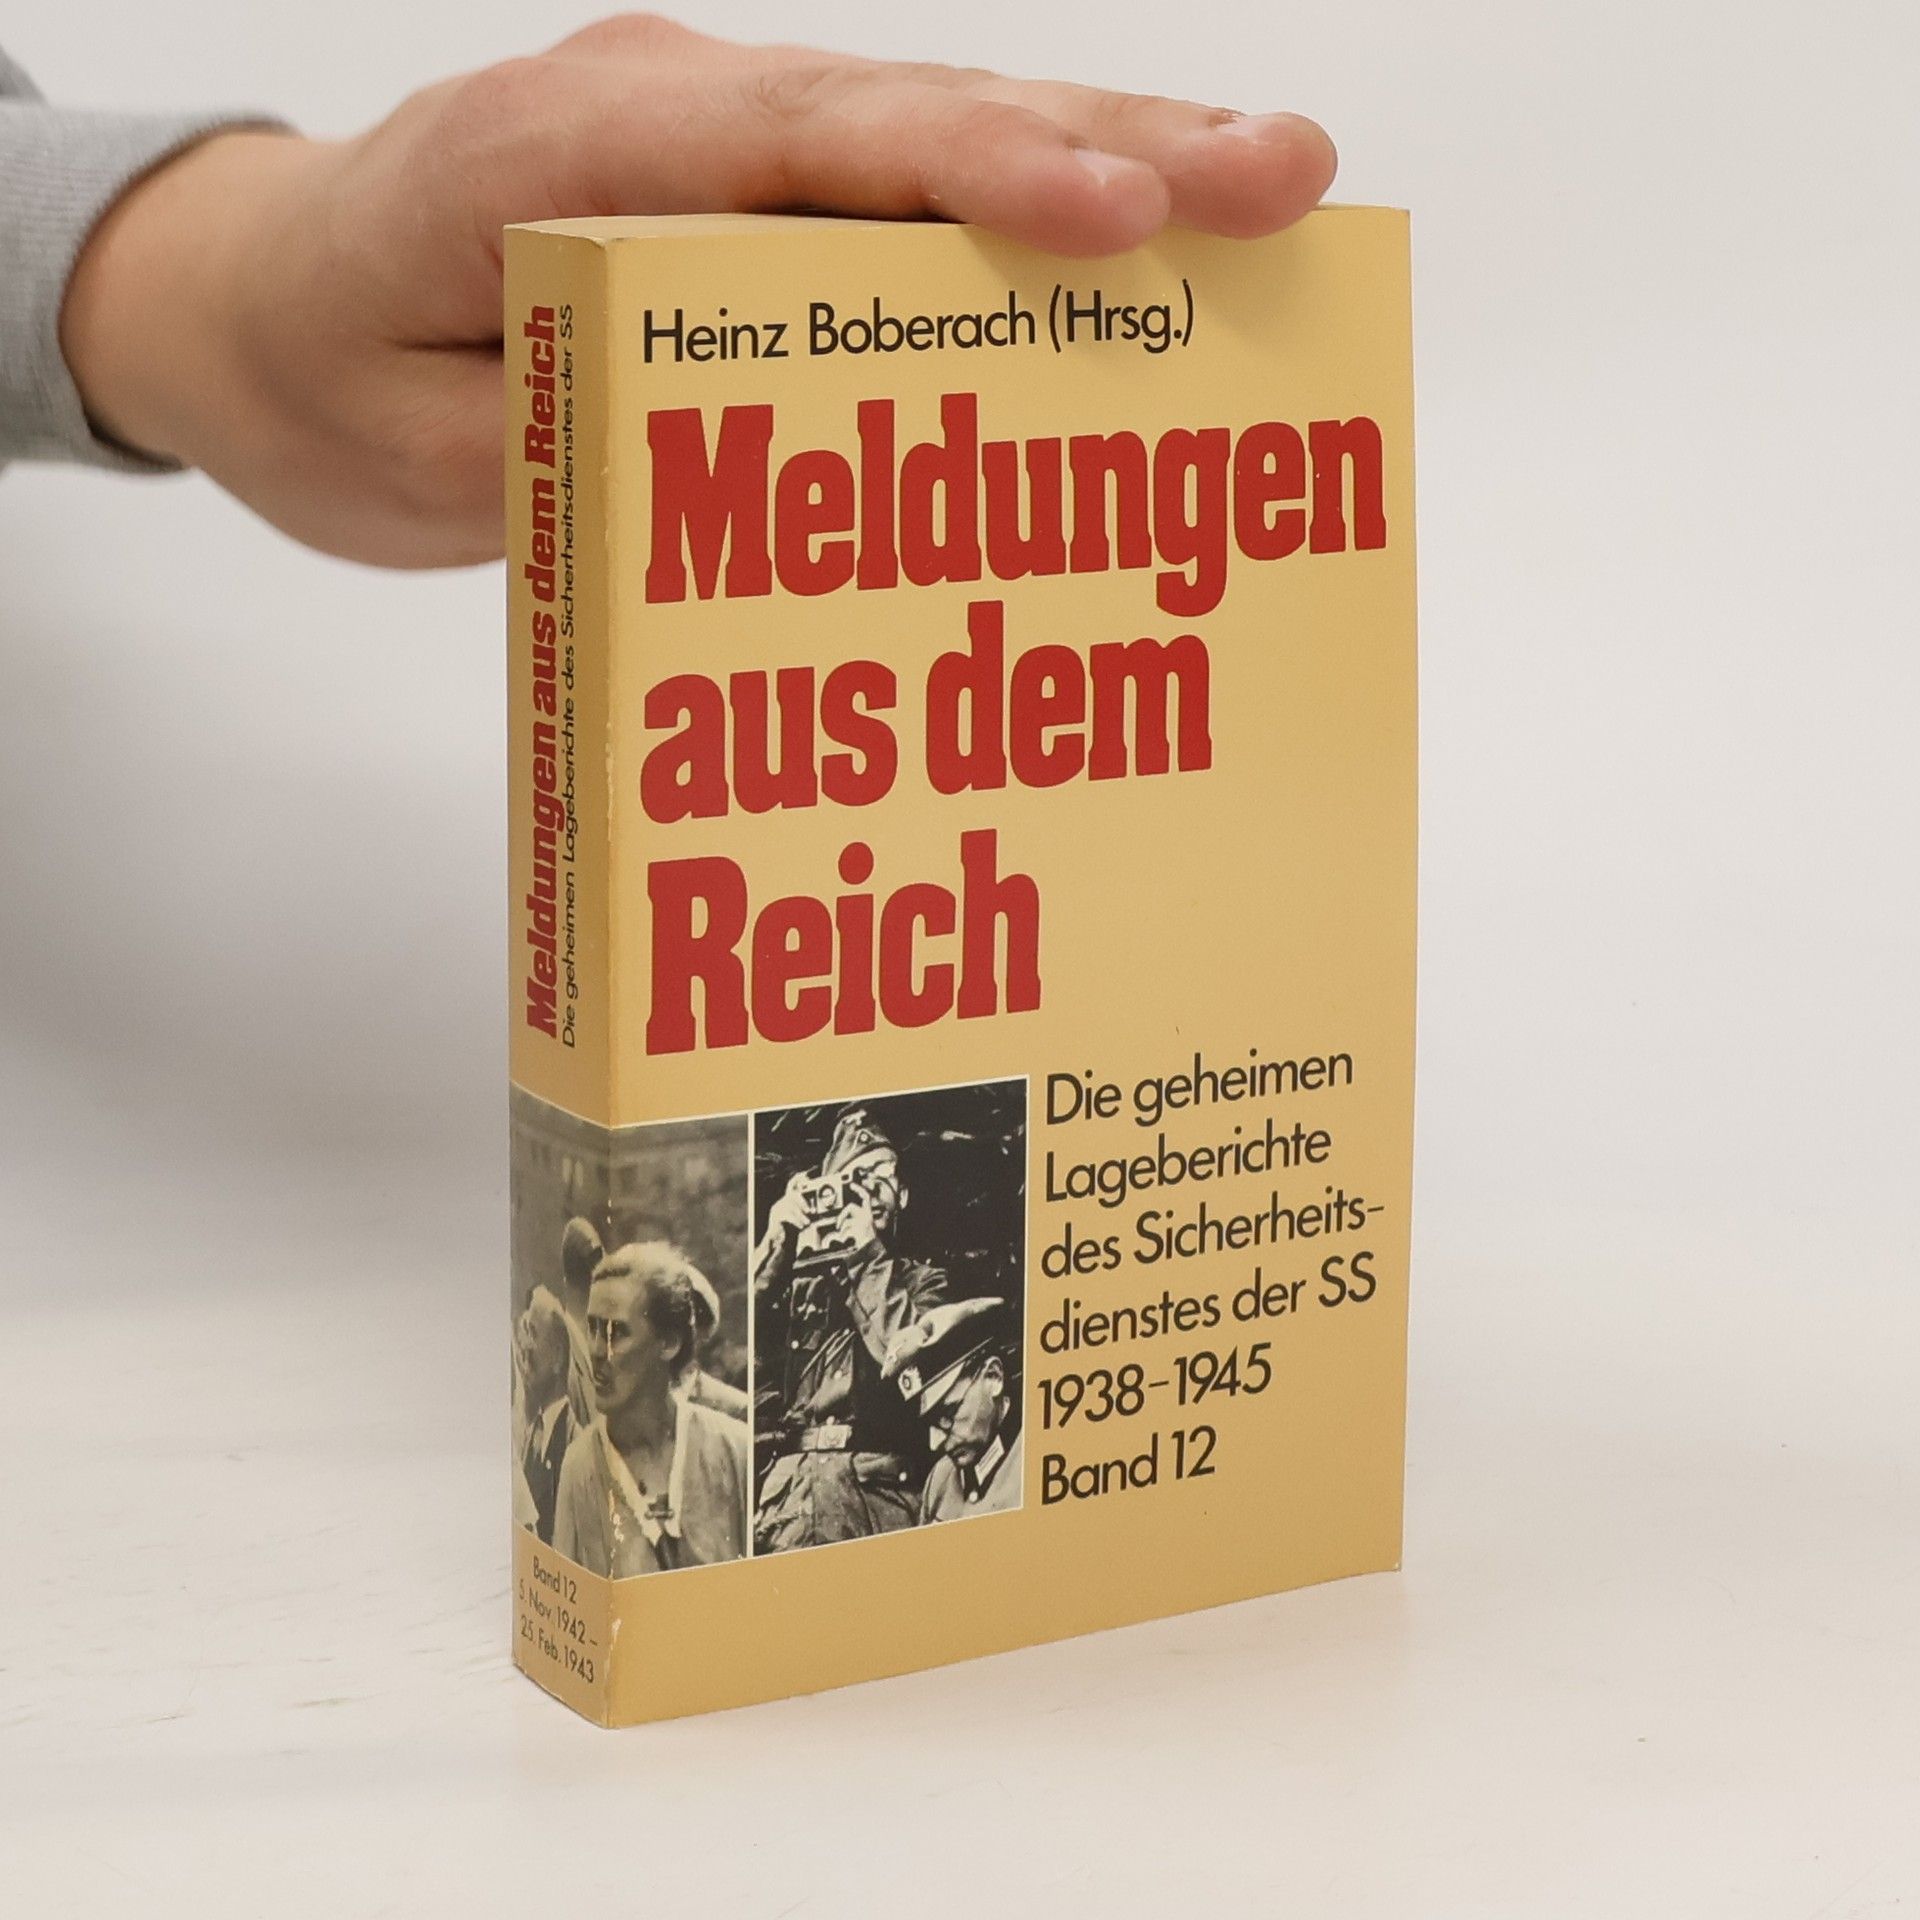 Heinz Boberach (Hrsg.)
Meldungen
aus dem
Reich
Die geheimen
Lageberichte
des Sicherheits-
dienstes der SS
1938-1945
Band 12
Meldungen aus dem Reich
Die geheimen Lageberichte des Sicherheitsdienstes der SS
Band 12
5. Nov. 1942 –
25. Feb. 1943